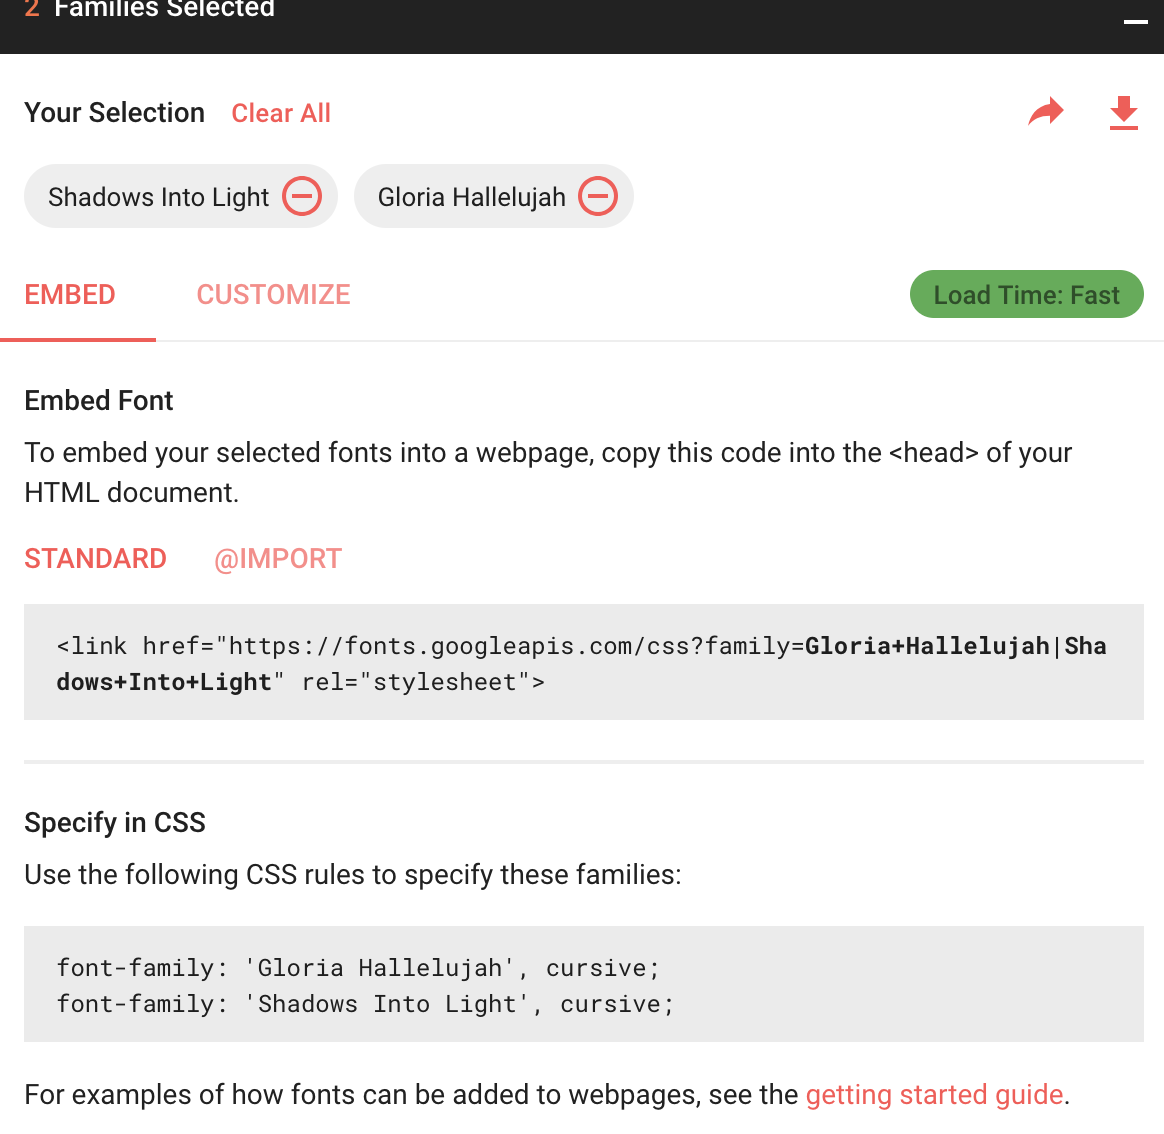 2 Families Selected
Your Selection Clear All
Shadows Into Light Gloria Hallelujah
EMBED CUSTOMIZE Load Time: Fast
Embed Font
To embed your selected fonts into a webpage, copy this code into the <head> of your
HTML document.
STANDARD @IMPORT
<link href="https://fonts.googleapis.com/css?family=Gloria+Hallelujah|Sha
dows+Into+Light" rel="stylesheet">
Specify in CSS
Use the following CSS rules to specify these families:
font-family: 'Gloria Hallelujah', cursive;
font-family: 'Shadows Into Light', cursive;
For examples of how fonts can be added to webpages, see the getting started guide.